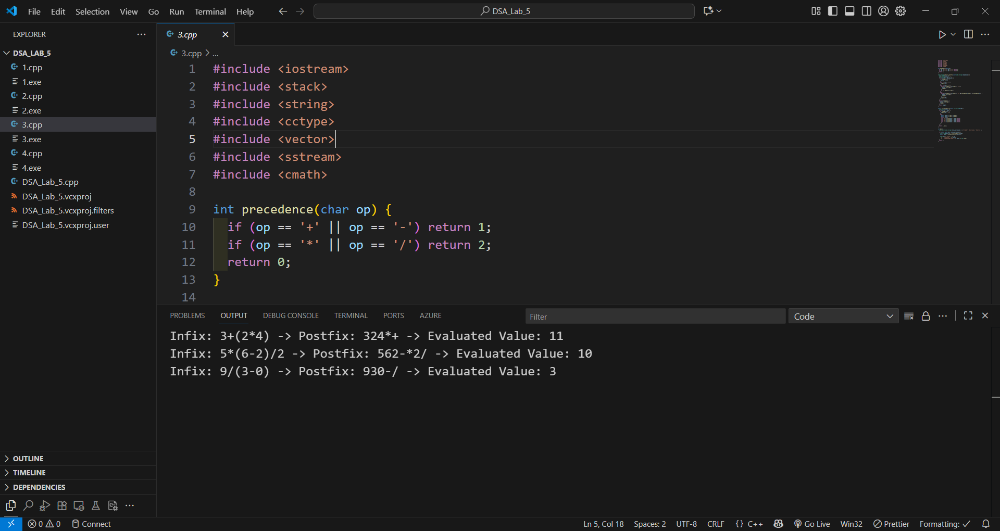 File Edit Selection View Go Run Terminal Help
DSA_Lab_5
EXPLORER
DSA_LAB_5
1.cpp
1.exe
2.cpp
2.exe
3.cpp
3.exe
4.cpp
4.exe
DSA_Lab_5.cpp
DSA_Lab_5.vcxproj
DSA_Lab_5.vcxproj.filters
DSA_Lab_5.vcxproj.user
OUTLINE
TIMELINE
DEPENDENCIES
3.cpp
3.cpp > ...
1 #include <iostream>
2 #include <stack>
3 #include <string>
4 #include <cctype>
5 #include <vector>
6 #include <sstream>
7 #include <cmath>
8
9 int precedence(char op) {
10 if (op == '+' || op == '-') return 1;
11 if (op == '*' || op == '/') return 2;
12 return 0;
13 }
14
PROBLEMS OUTPUT DEBUG CONSOLE TERMINAL PORTS AZURE
Filter
Code
Infix: 3+(2*4) -> Postfix: 324*+ -> Evaluated Value: 11
Infix: 5*(6-2)/2 -> Postfix: 562-*2/ -> Evaluated Value: 10
Infix: 9/(3-0) -> Postfix: 930-/ -> Evaluated Value: 3
0 0 Connect
Ln 5, Col 18 Spaces: 2 UTF-8 CRLF {} C++ Go Live Win32 Prettier Formatting: ✓